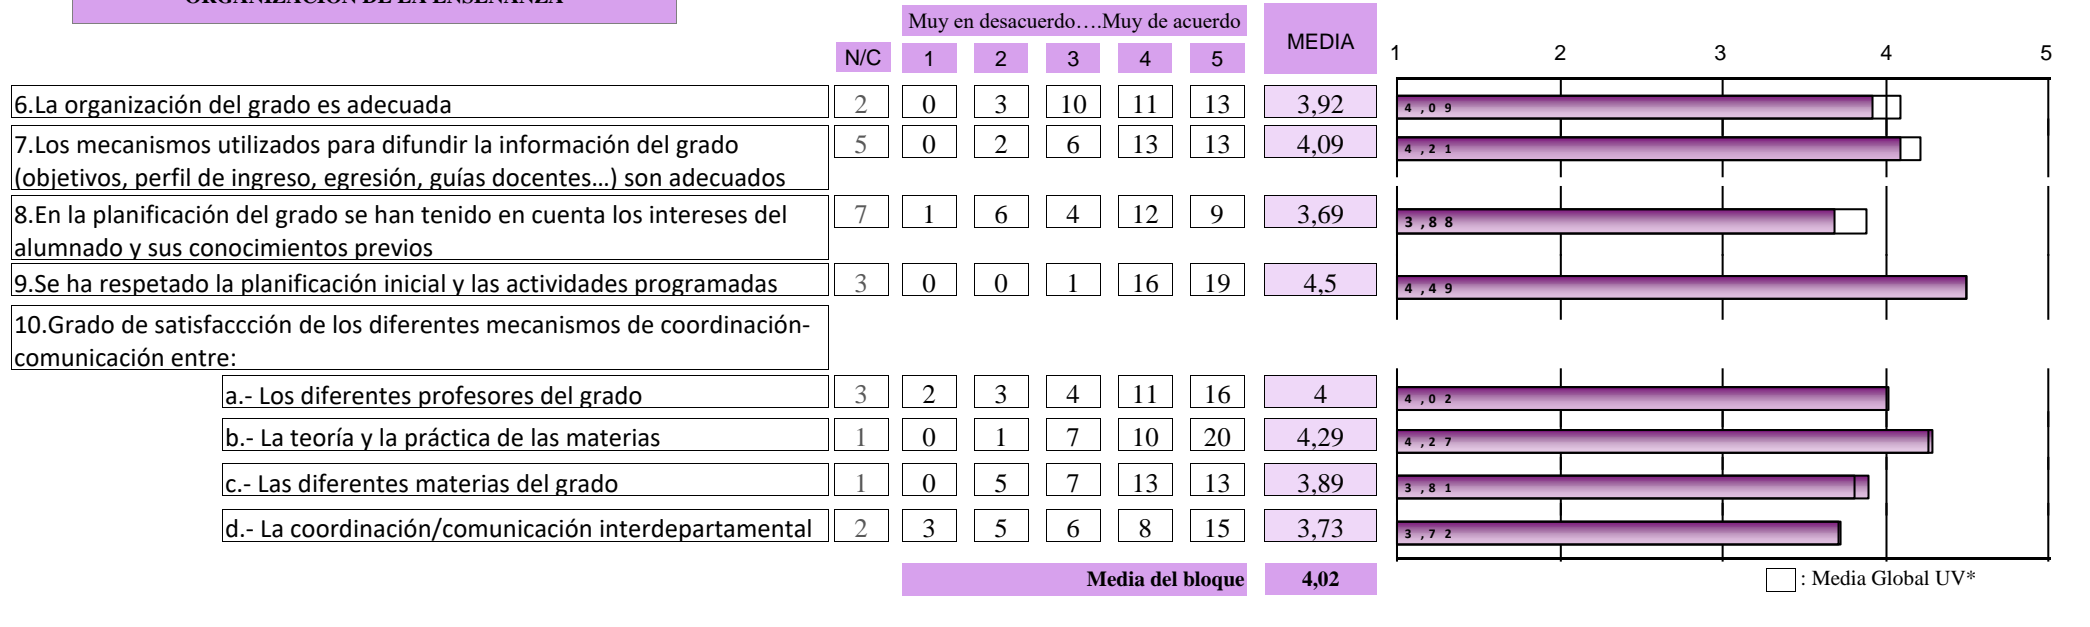 ORGANIZACIÓN DE LA ENSEÑANZA
Muy en desacuerdo….Muy de acuerdo
MEDIA
N/C 1 2 3 4 5
1 2 3 4 5
6.La organización del grado es adecuada 2 0 3 10 11 13 3,92 4,09
7.Los mecanismos utilizados para difundir la información del grado 5 0 2 6 13 13 4,09 4,21
(objetivos, perfil de ingreso, egresión, guías docentes…) son adecuados
8.En la planificación del grado se han tenido en cuenta los intereses del 7 1 6 4 12 9 3,69 3,88
alumnado y sus conocimientos previos
9.Se ha respetado la planificación inicial y las actividades programadas 3 0 0 1 16 19 4,5 4,49
10.Grado de satisfaccción de los diferentes mecanismos de coordinación-
comunicación entre:
a.- Los diferentes profesores del grado 3 2 3 4 11 16 4 4,02
b.- La teoría y la práctica de las materias 1 0 1 7 10 20 4,29 4,27
c.- Las diferentes materias del grado 1 0 5 7 13 13 3,89 3,81
d.- La coordinación/comunicación interdepartamental 2 3 5 6 8 15 3,73 3,72
Media del bloque 4,02
: Media Global UV*